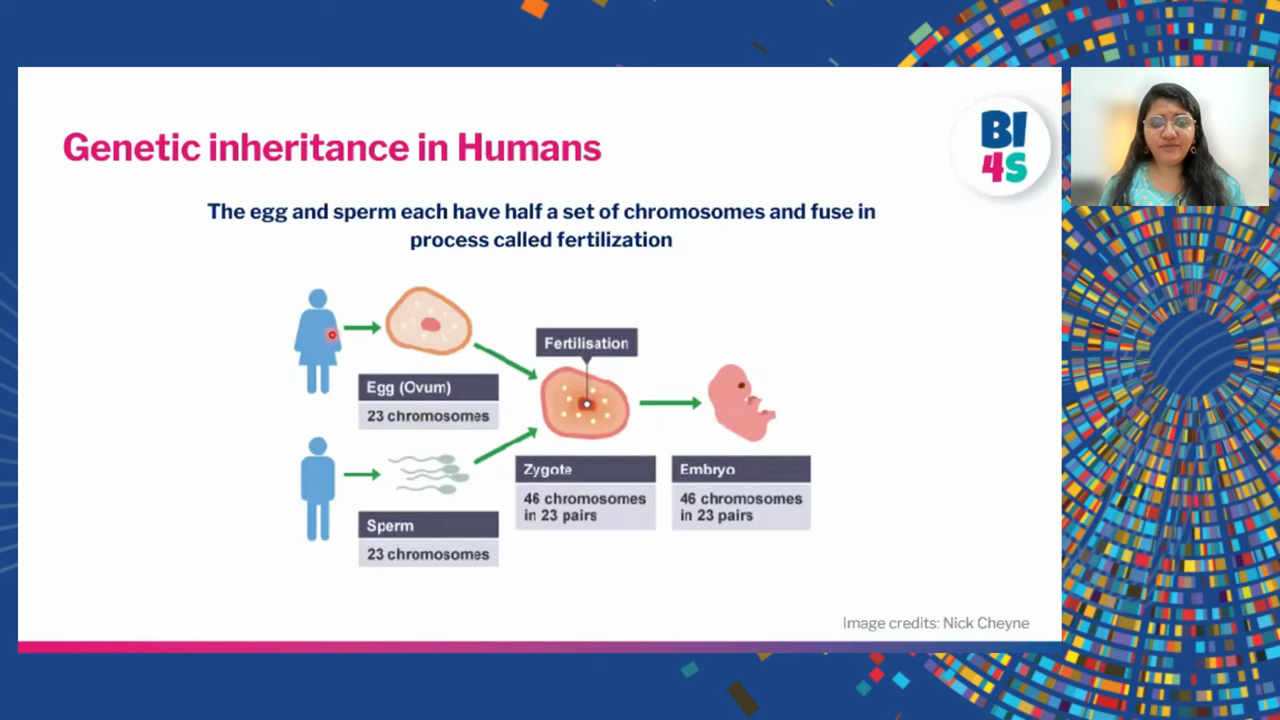 Genetic inheritance in Humans
BI
4S
The egg and sperm each have half a set of chromosomes and fuse in
process called fertilization
Fertilisation
Egg (Ovum)
23 chromosomes
Zygote
46 chromosomes
in 23 pairs
Embryo
46 chromosomes
in 23 pairs
Sperm
23 chromosomes
Image credits: Nick Cheyne